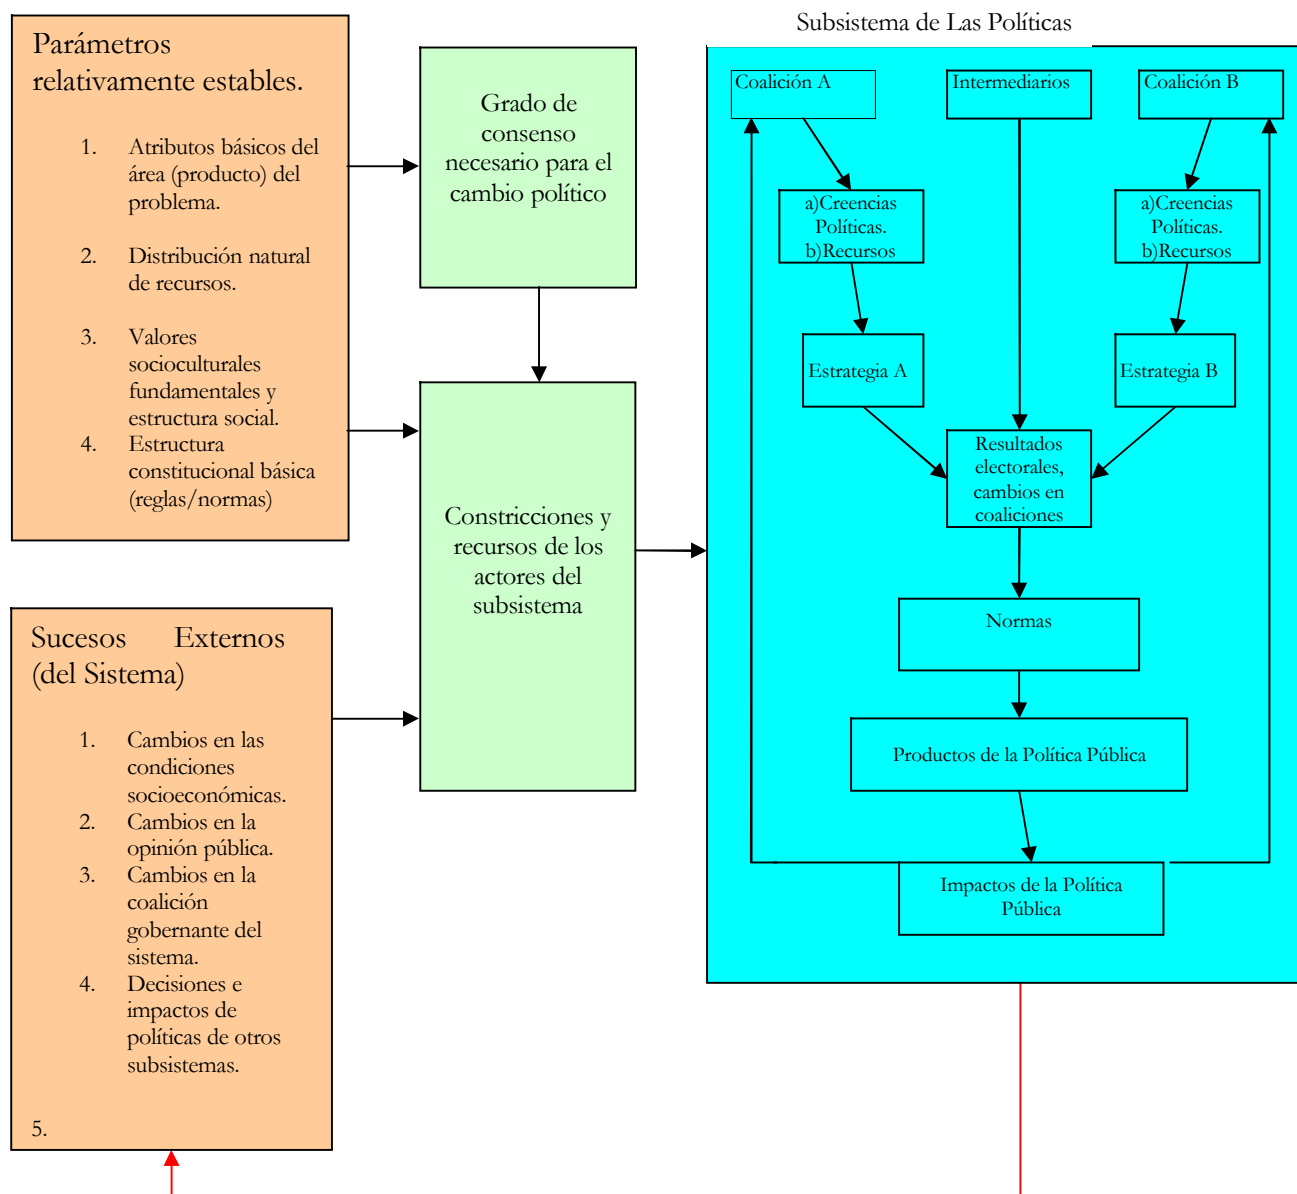 Subsistema de Las Políticas
Parámetros
relativamente estables.
1. Atributos básicos del
área (producto) del
problema.
2. Distribución natural
de recursos.
3. Valores
socioculturales
fundamentales y
estructura social.
4. Estructura
constitucional básica
(reglas/normas)
Grado de
consenso
necesario para el
cambio político
Constricciones y
recursos de los
actores del
subsistema
Sucesos Externos
(del Sistema)
1. Cambios en las
condiciones
socioeconómicas.
2. Cambios en la
opinión pública.
3. Cambios en la
coalición
gobernante del
sistema.
4. Decisiones e
impactos de
políticas de otros
subsistemas.
5.
Coalición A
Intermediarios
Coalición B
a)Creencias
Políticas.
b)Recursos
a)Creencias
Políticas.
b)Recursos
Estrategia A
Estrategia B
Resultados
electorales,
cambios en
coaliciones
Normas
Productos de la Política Pública
Impactos de la Política
Pública